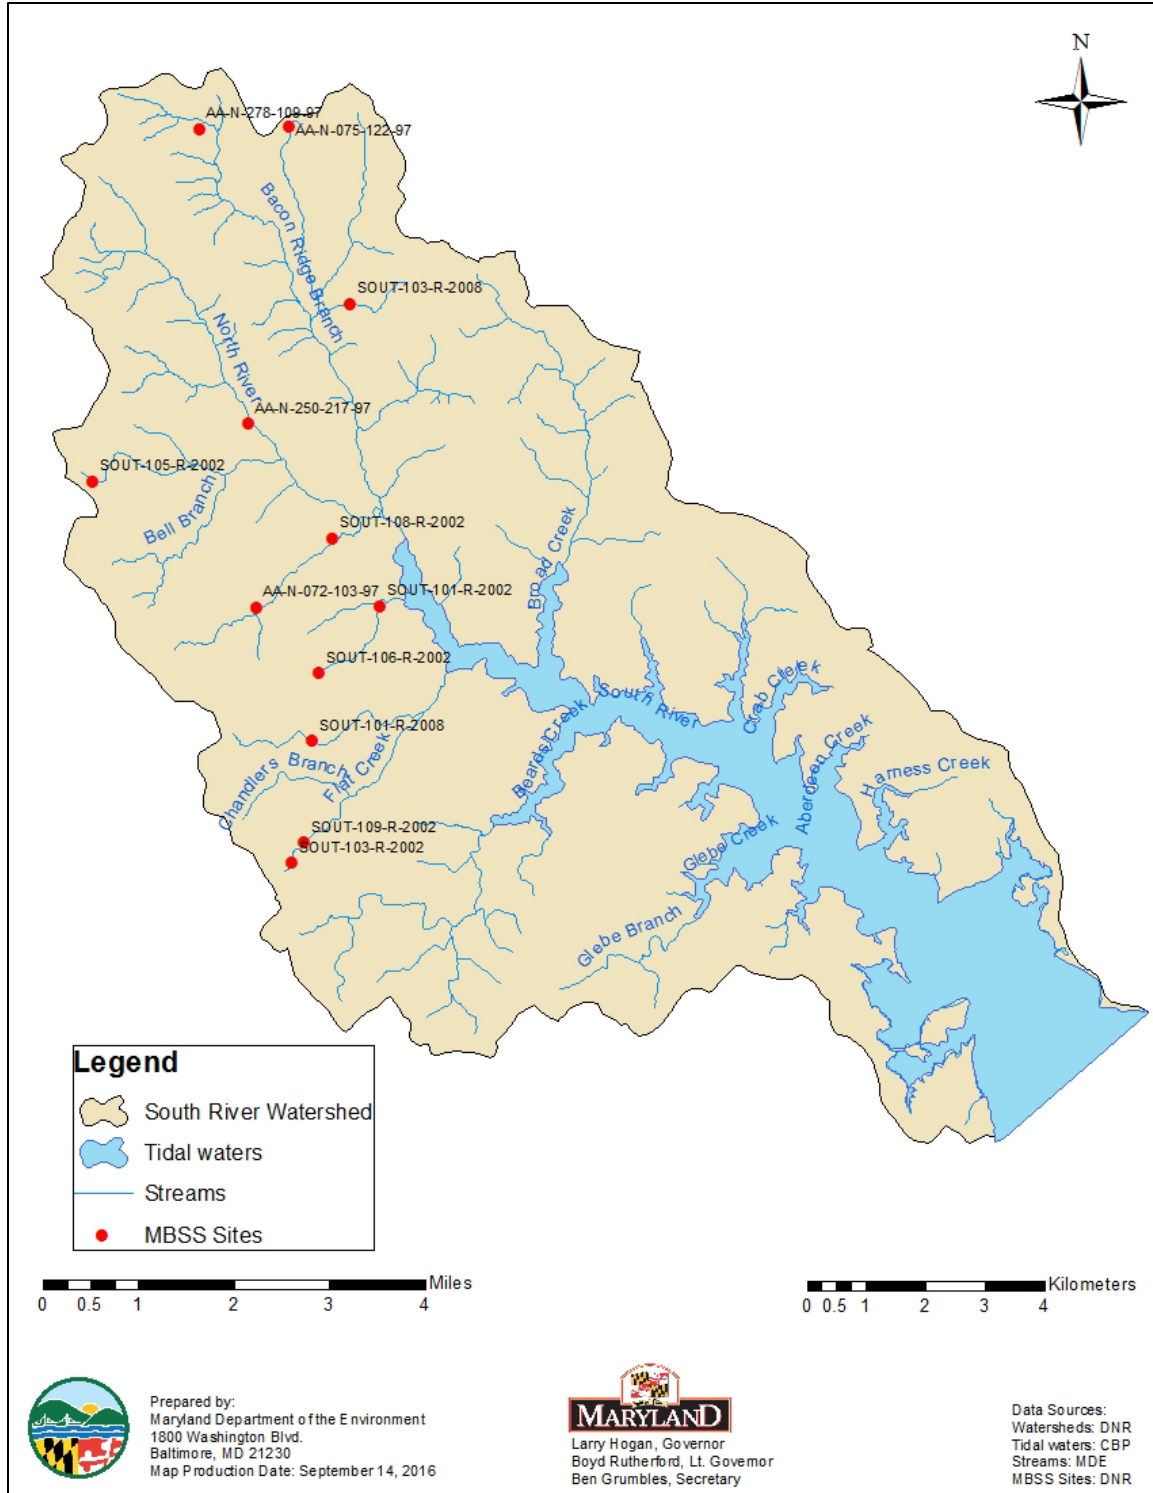 N
AA-N-278-109-97
AA-N-075-122-97
Bacon Ridge Branch
SOUT-103-R-2008
North River
AA-N-250-217-97
SOUT-105-R-2002
Bell Branch
SOUT-108-R-2002
Broad Creek
AA-N-072-103-97
SOUT-101-R-2002
SOUT-106-R-2002
South River
Crab Creek
Beards Creek
SOUT-101-R-2008
Chandlers Branch
Flat Creek
Aberdeen Creek
Harness Creek
SOUT-109-R-2002
SOUT-103-R-2002
Glebe Creek
Glebe Branch
Legend
South River Watershed
Tidal waters
Streams
MBSS Sites
Miles
0 0.5 1 2 3 4
Kilometers
0 0.5 1 2 3 4
Prepared by:
Maryland Department of the Environment
1800 Washington Blvd.
Baltimore, MD 21230
Map Production Date: September 14, 2016
MARYLAND
Larry Hogan, Governor
Boyd Rutherford, Lt. Governor
Ben Grumbles, Secretary
Data Sources:
Watersheds: DNR
Tidal waters: CBP
Streams: MDE
MBSS Sites: DNR